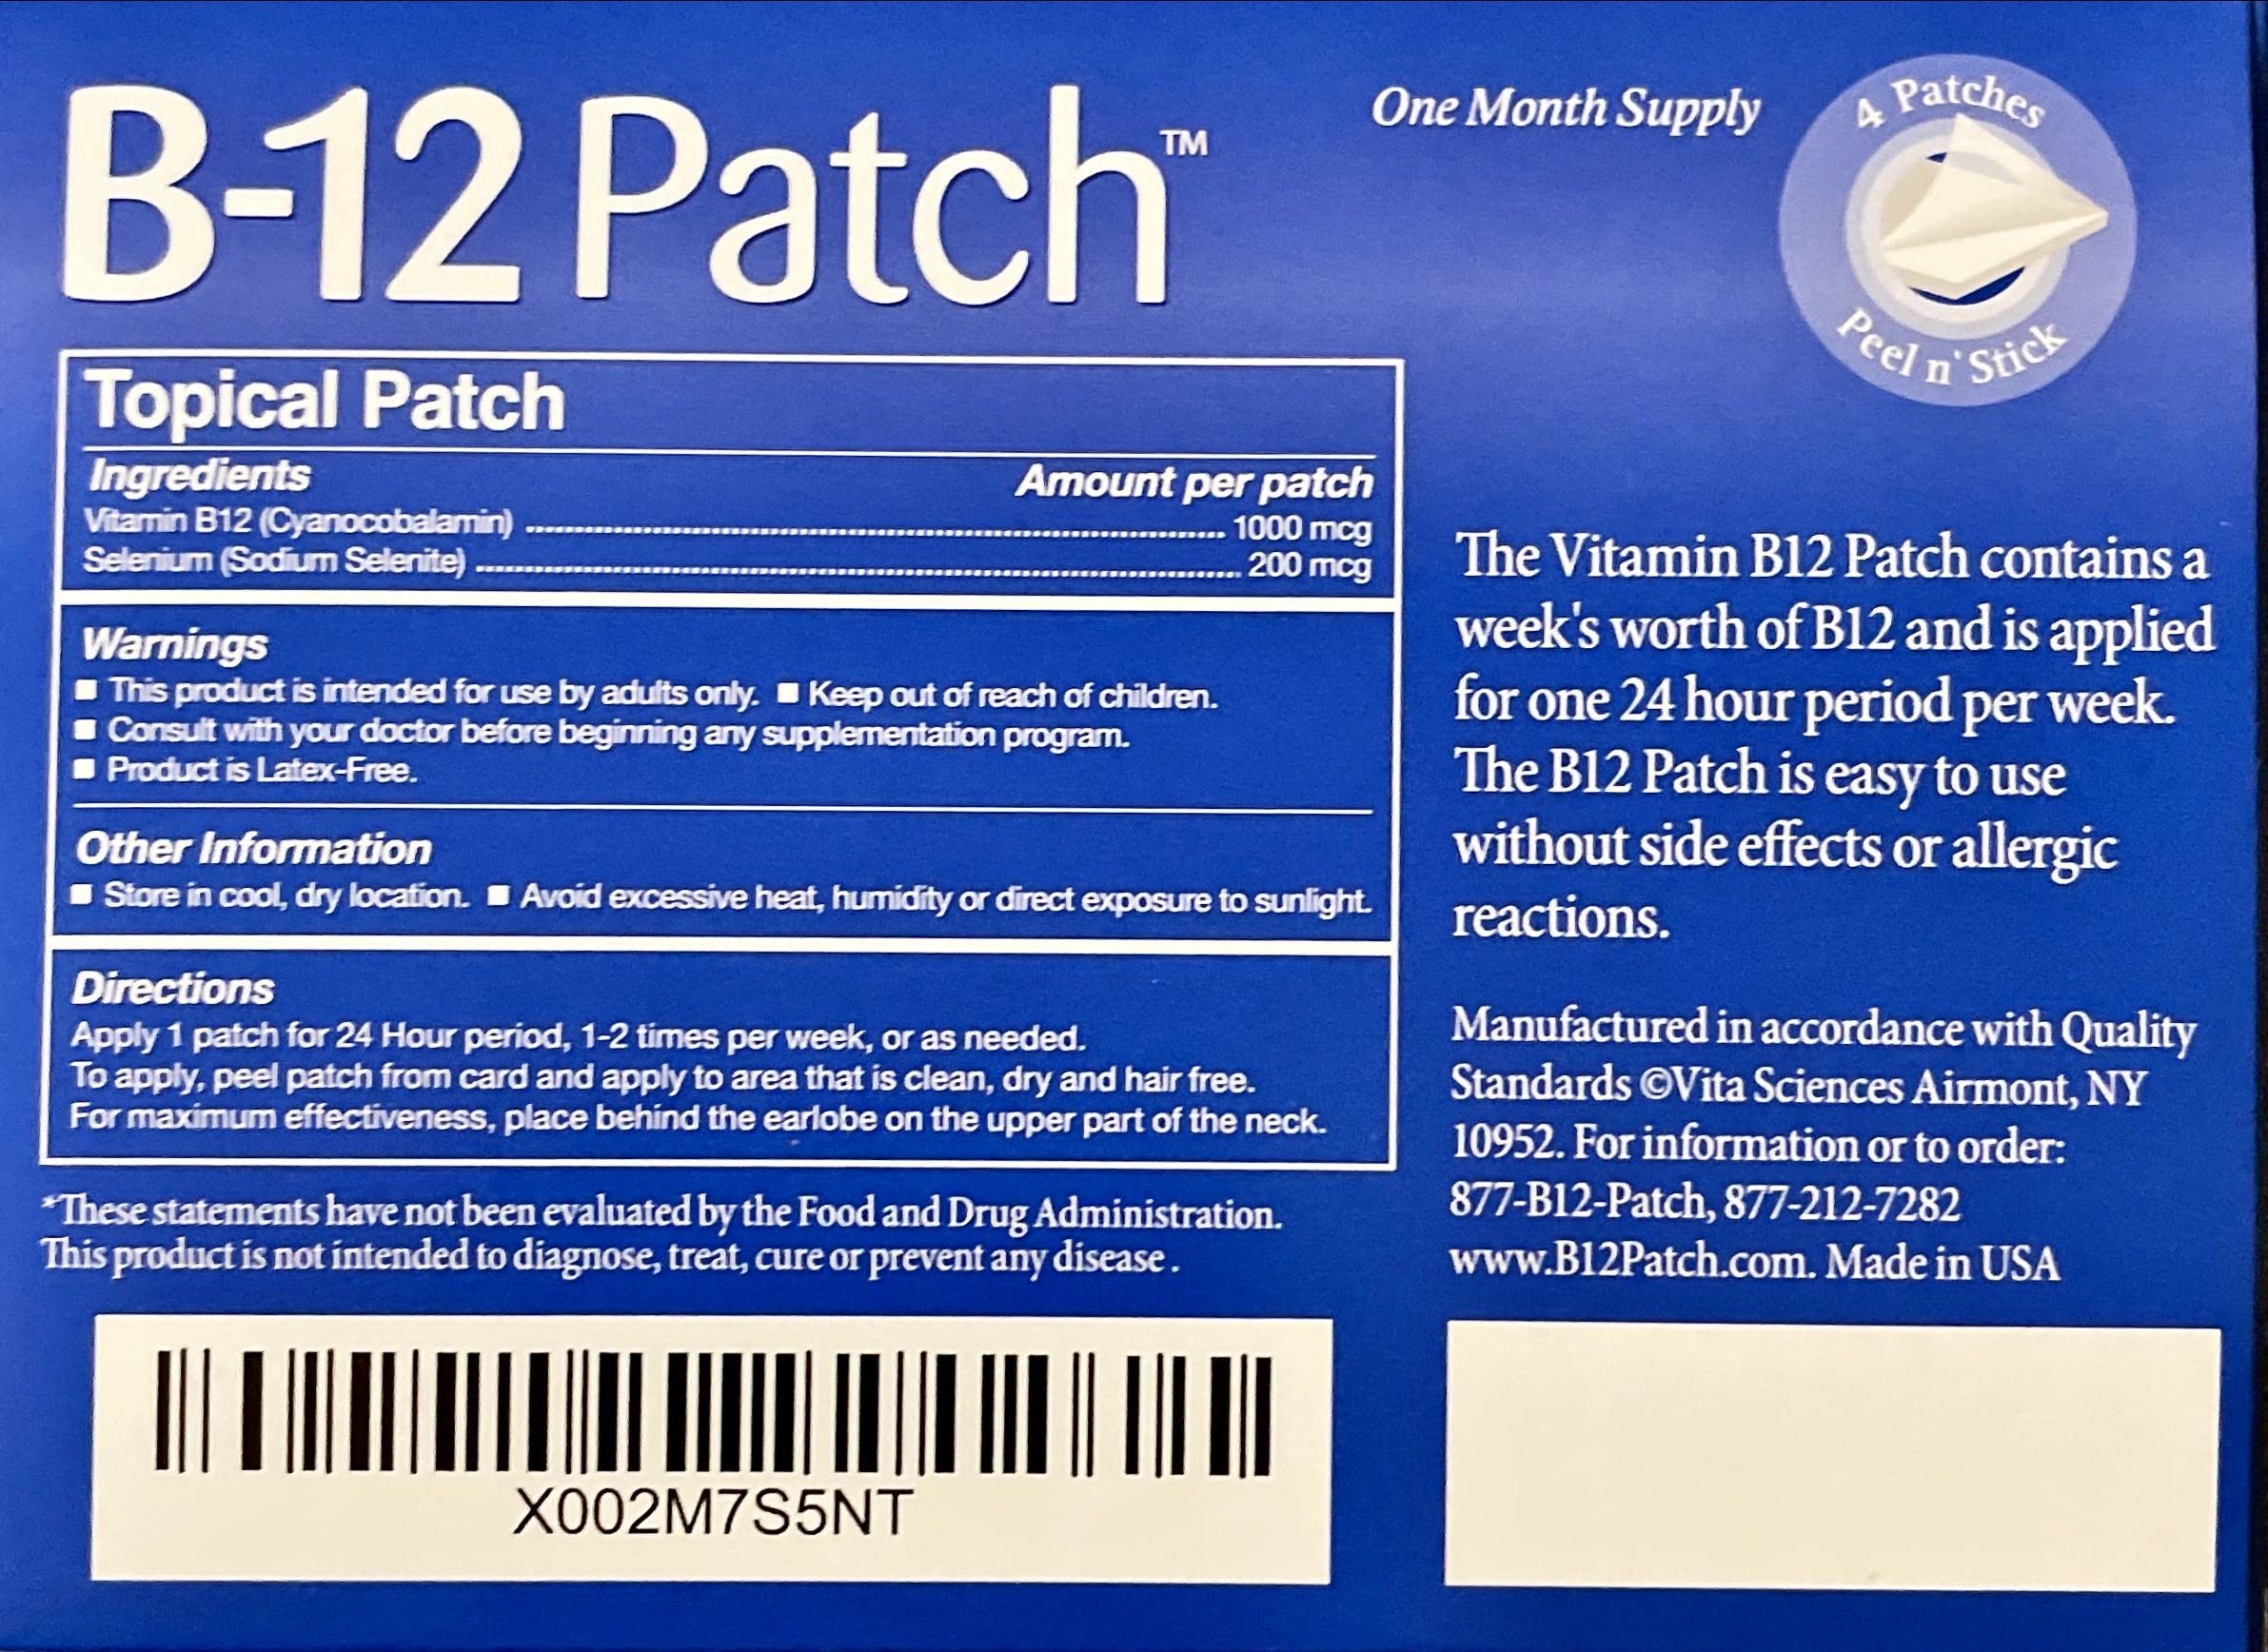 B-12 Patch™
One Month Supply
4 Patches
Peel n' Stick
Topical Patch
Ingredients Amount per patch
Vitamin B12 (Cyanocobalamin) ........ 1000 mcg
Selenium (Sodium Selenite) ........ 200 mcg
Warnings
■ This product is intended for use by adults only. ■ Keep out of reach of children.
■ Consult with your doctor before beginning any supplementation program.
■ Product is Latex-Free.
Other Information
■ Store in cool, dry location. ■ Avoid excessive heat, humidity or direct exposure to sunlight.
Directions
Apply 1 patch for 24 Hour period, 1-2 times per week, or as needed.
To apply, peel patch from card and apply to area that is clean, dry and hair free.
For maximum effectiveness, place behind the earlobe on the upper part of the neck.
*These statements have not been evaluated by the Food and Drug Administration.
This product is not intended to diagnose, treat, cure or prevent any disease .
The Vitamin B12 Patch contains a
week's worth of B12 and is applied
for one 24 hour period per week.
The B12 Patch is easy to use
without side effects or allergic
reactions.
Manufactured in accordance with Quality
Standards ©Vita Sciences Airmont, NY
10952. For information or to order:
877-B12-Patch, 877-212-7282
www.B12Patch.com. Made in USA
X002M7S5NT